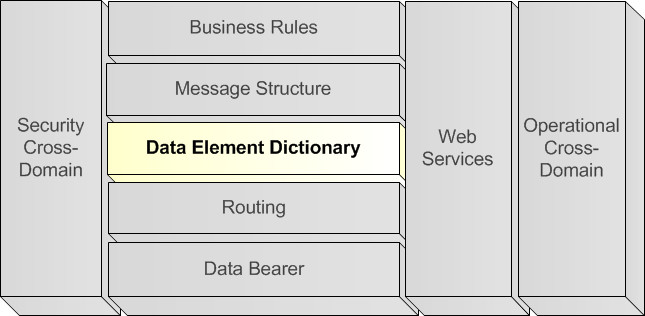 Security
Cross-
Domain
Business Rules
Message Structure
Data Element Dictionary
Routing
Data Bearer
Web
Services
Operational
Cross-
Domain